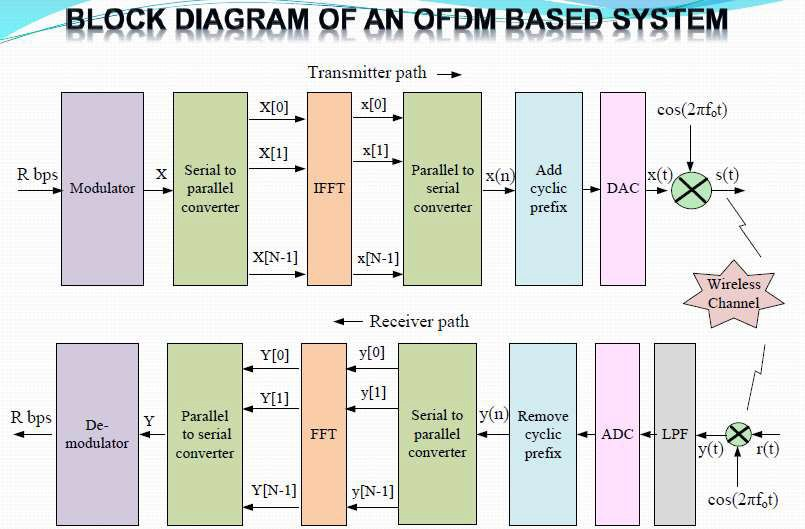 BLOCK DIAGRAM OF AN OFDM BASED SYSTEM
Transmitter path
R bps
Modulator
X
Serial to
parallel
converter
X[0]
X[1]
X[N-1]
IFFT
x[0]
x[1]
x[N-1]
Parallel to
serial
converter
x(n)
Add
cyclic
prefix
DAC
x(t)
cos(2πfₒt)
s(t)
Wireless
Channel
Receiver path
R bps
De-
modulator
Y
Parallel
to serial
converter
Y[0]
Y[1]
Y[N-1]
FFT
y[0]
y[1]
y[N-1]
Serial to
parallel
converter
y(n)
Remove
cyclic
prefix
ADC
LPF
y(t)
r(t)
cos(2πfₒt)